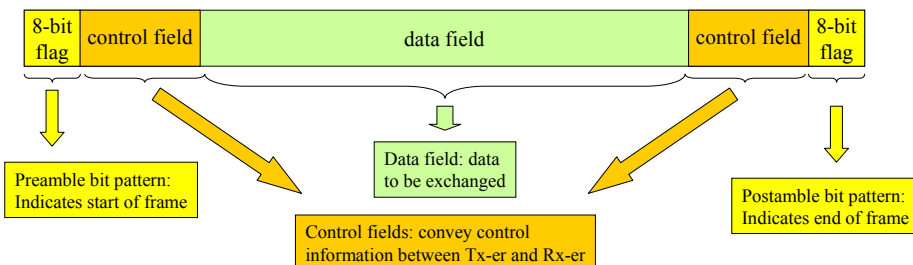 8-bit
flag
control field
data field
control field
8-bit
flag
Preamble bit pattern:
Indicates start of frame
Data field: data
to be exchanged
Postamble bit pattern:
Indicates end of frame
Control fields: convey control
information between Tx-er and Rx-er